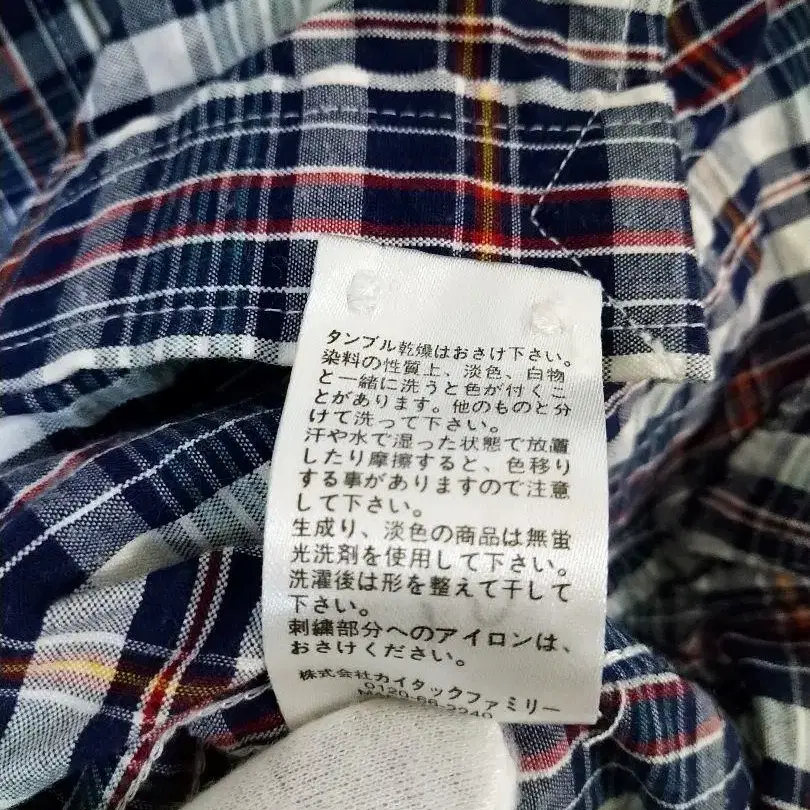 タンブル乾燥はおさけ下さい。
染料の性質上、淡色、白物
と一緒に洗うと色が付くこ
とがあります。他のものと分
けて洗って下さい。
汗や水で湿った状態で放置
したり摩擦すると、色移り
する事がありますので注意
して下さい。
生成り、淡色の商品は無蛍
光洗剤を使用して下さい。
洗濯後は形を整えて干して
下さい。
刺繍部分へのアイロンは、
おさけください。
株式会社カイタックファミリー
0120-68-2240